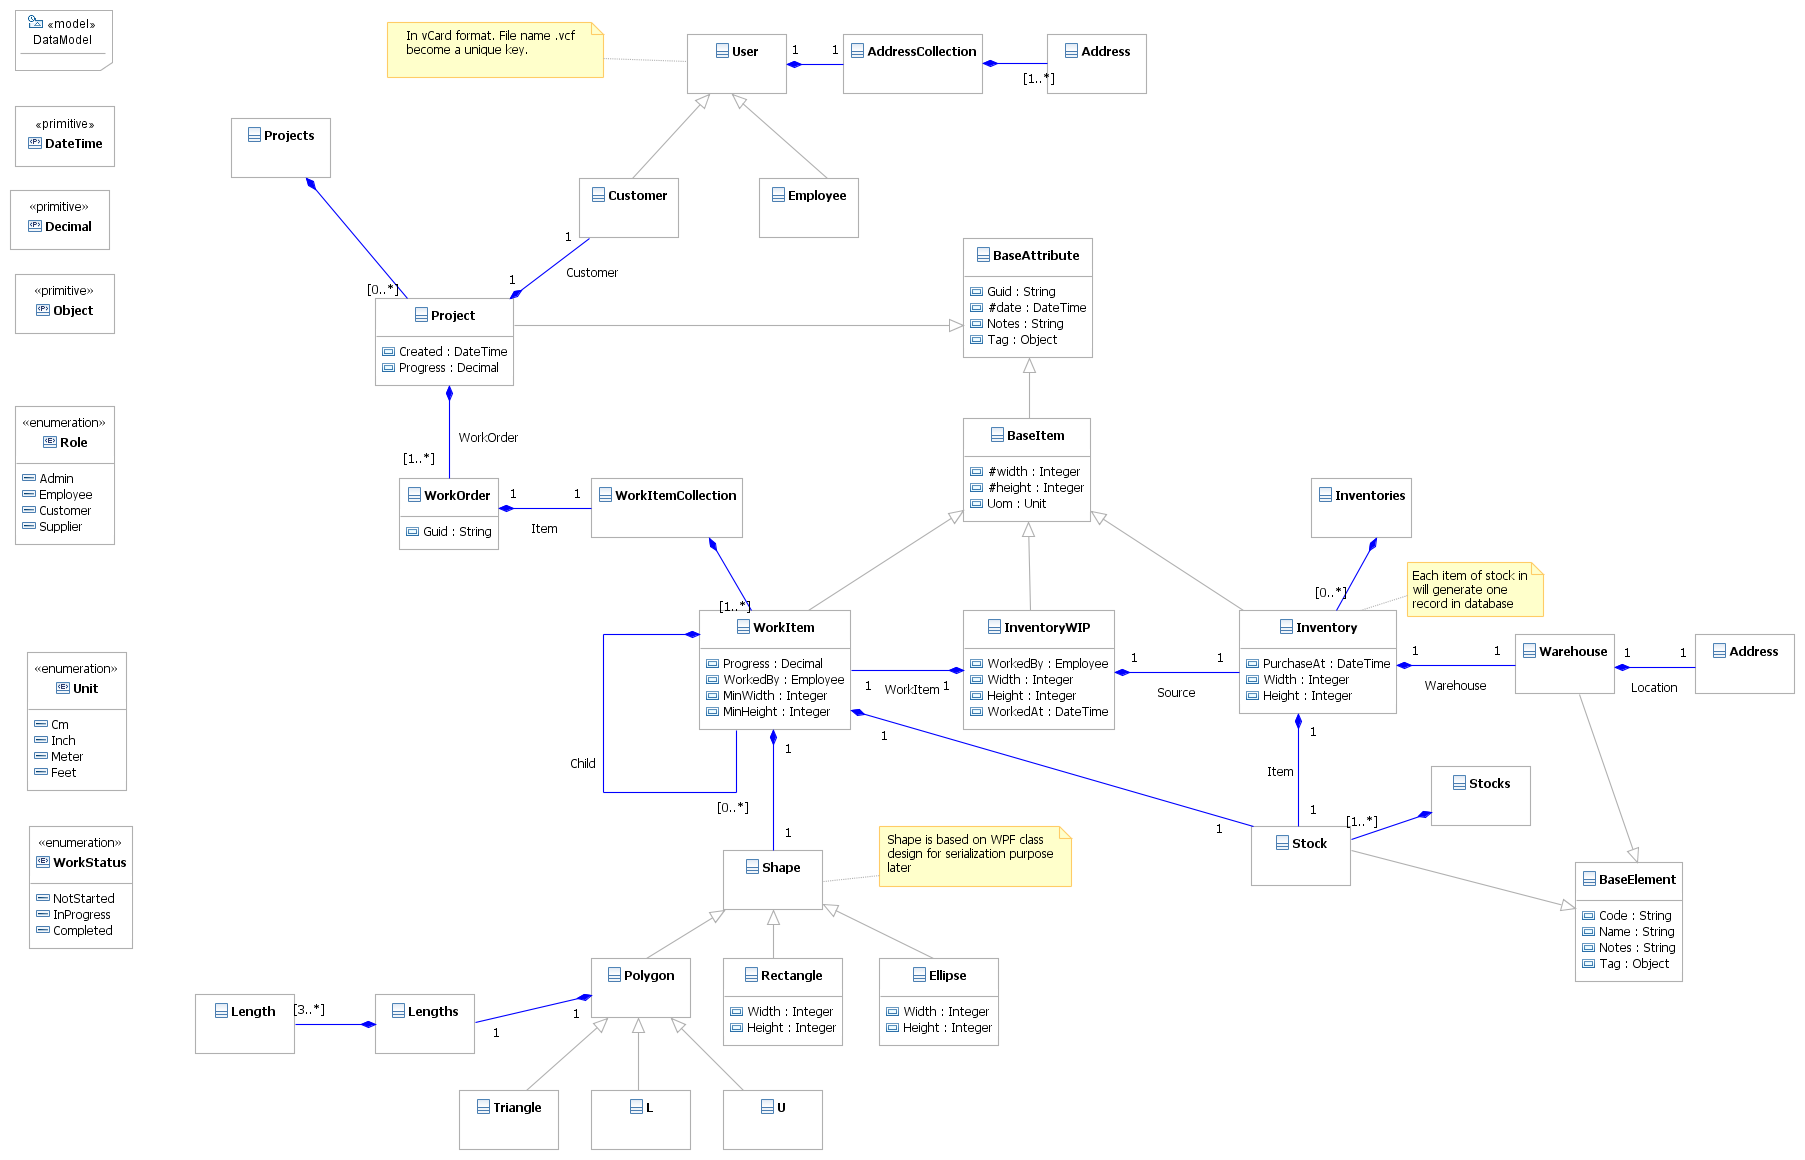 «model»
DataModel
In vCard format. File name .vcf
become a unique key.
User
1
1
AddressCollection
[1..*]
Address
«primitive»
DateTime
Projects
«primitive»
Decimal
Customer
Employee
1
Customer
1
[0..*]
«primitive»
Object
Project
Created : DateTime
Progress : Decimal
BaseAttribute
Guid : String
#date : DateTime
Notes : String
Tag : Object
WorkOrder
[1..*]
«enumeration»
Role
Admin
Employee
Customer
Supplier
BaseItem
#width : Integer
#height : Integer
Uom : Unit
WorkOrder
Guid : String
1
1
Item
WorkItemCollection
[1..*]
Inventories
[0..*]
Each item of stock in
will generate one
record in database
WorkItem
Progress : Decimal
WorkedBy : Employee
MinWidth : Integer
MinHeight : Integer
1
WorkItem
1
InventoryWIP
WorkedBy : Employee
Width : Integer
Height : Integer
WorkedAt : DateTime
1
1
Source
Inventory
PurchaseAt : DateTime
Width : Integer
Height : Integer
1
1
Warehouse
Warehouse
1
1
Location
Address
«enumeration»
Unit
Cm
Inch
Meter
Feet
Child
[0..*]
1
1
1
1
1
Item
1
[1..*]
Stocks
Stock
«enumeration»
WorkStatus
NotStarted
InProgress
Completed
Shape is based on WPF class
design for serialization purpose
later
Shape
BaseElement
Code : String
Name : String
Notes : String
Tag : Object
Polygon
Rectangle
Width : Integer
Height : Integer
Ellipse
Width : Integer
Height : Integer
Length
[3..*]
Lengths
1
1
Triangle
L
U